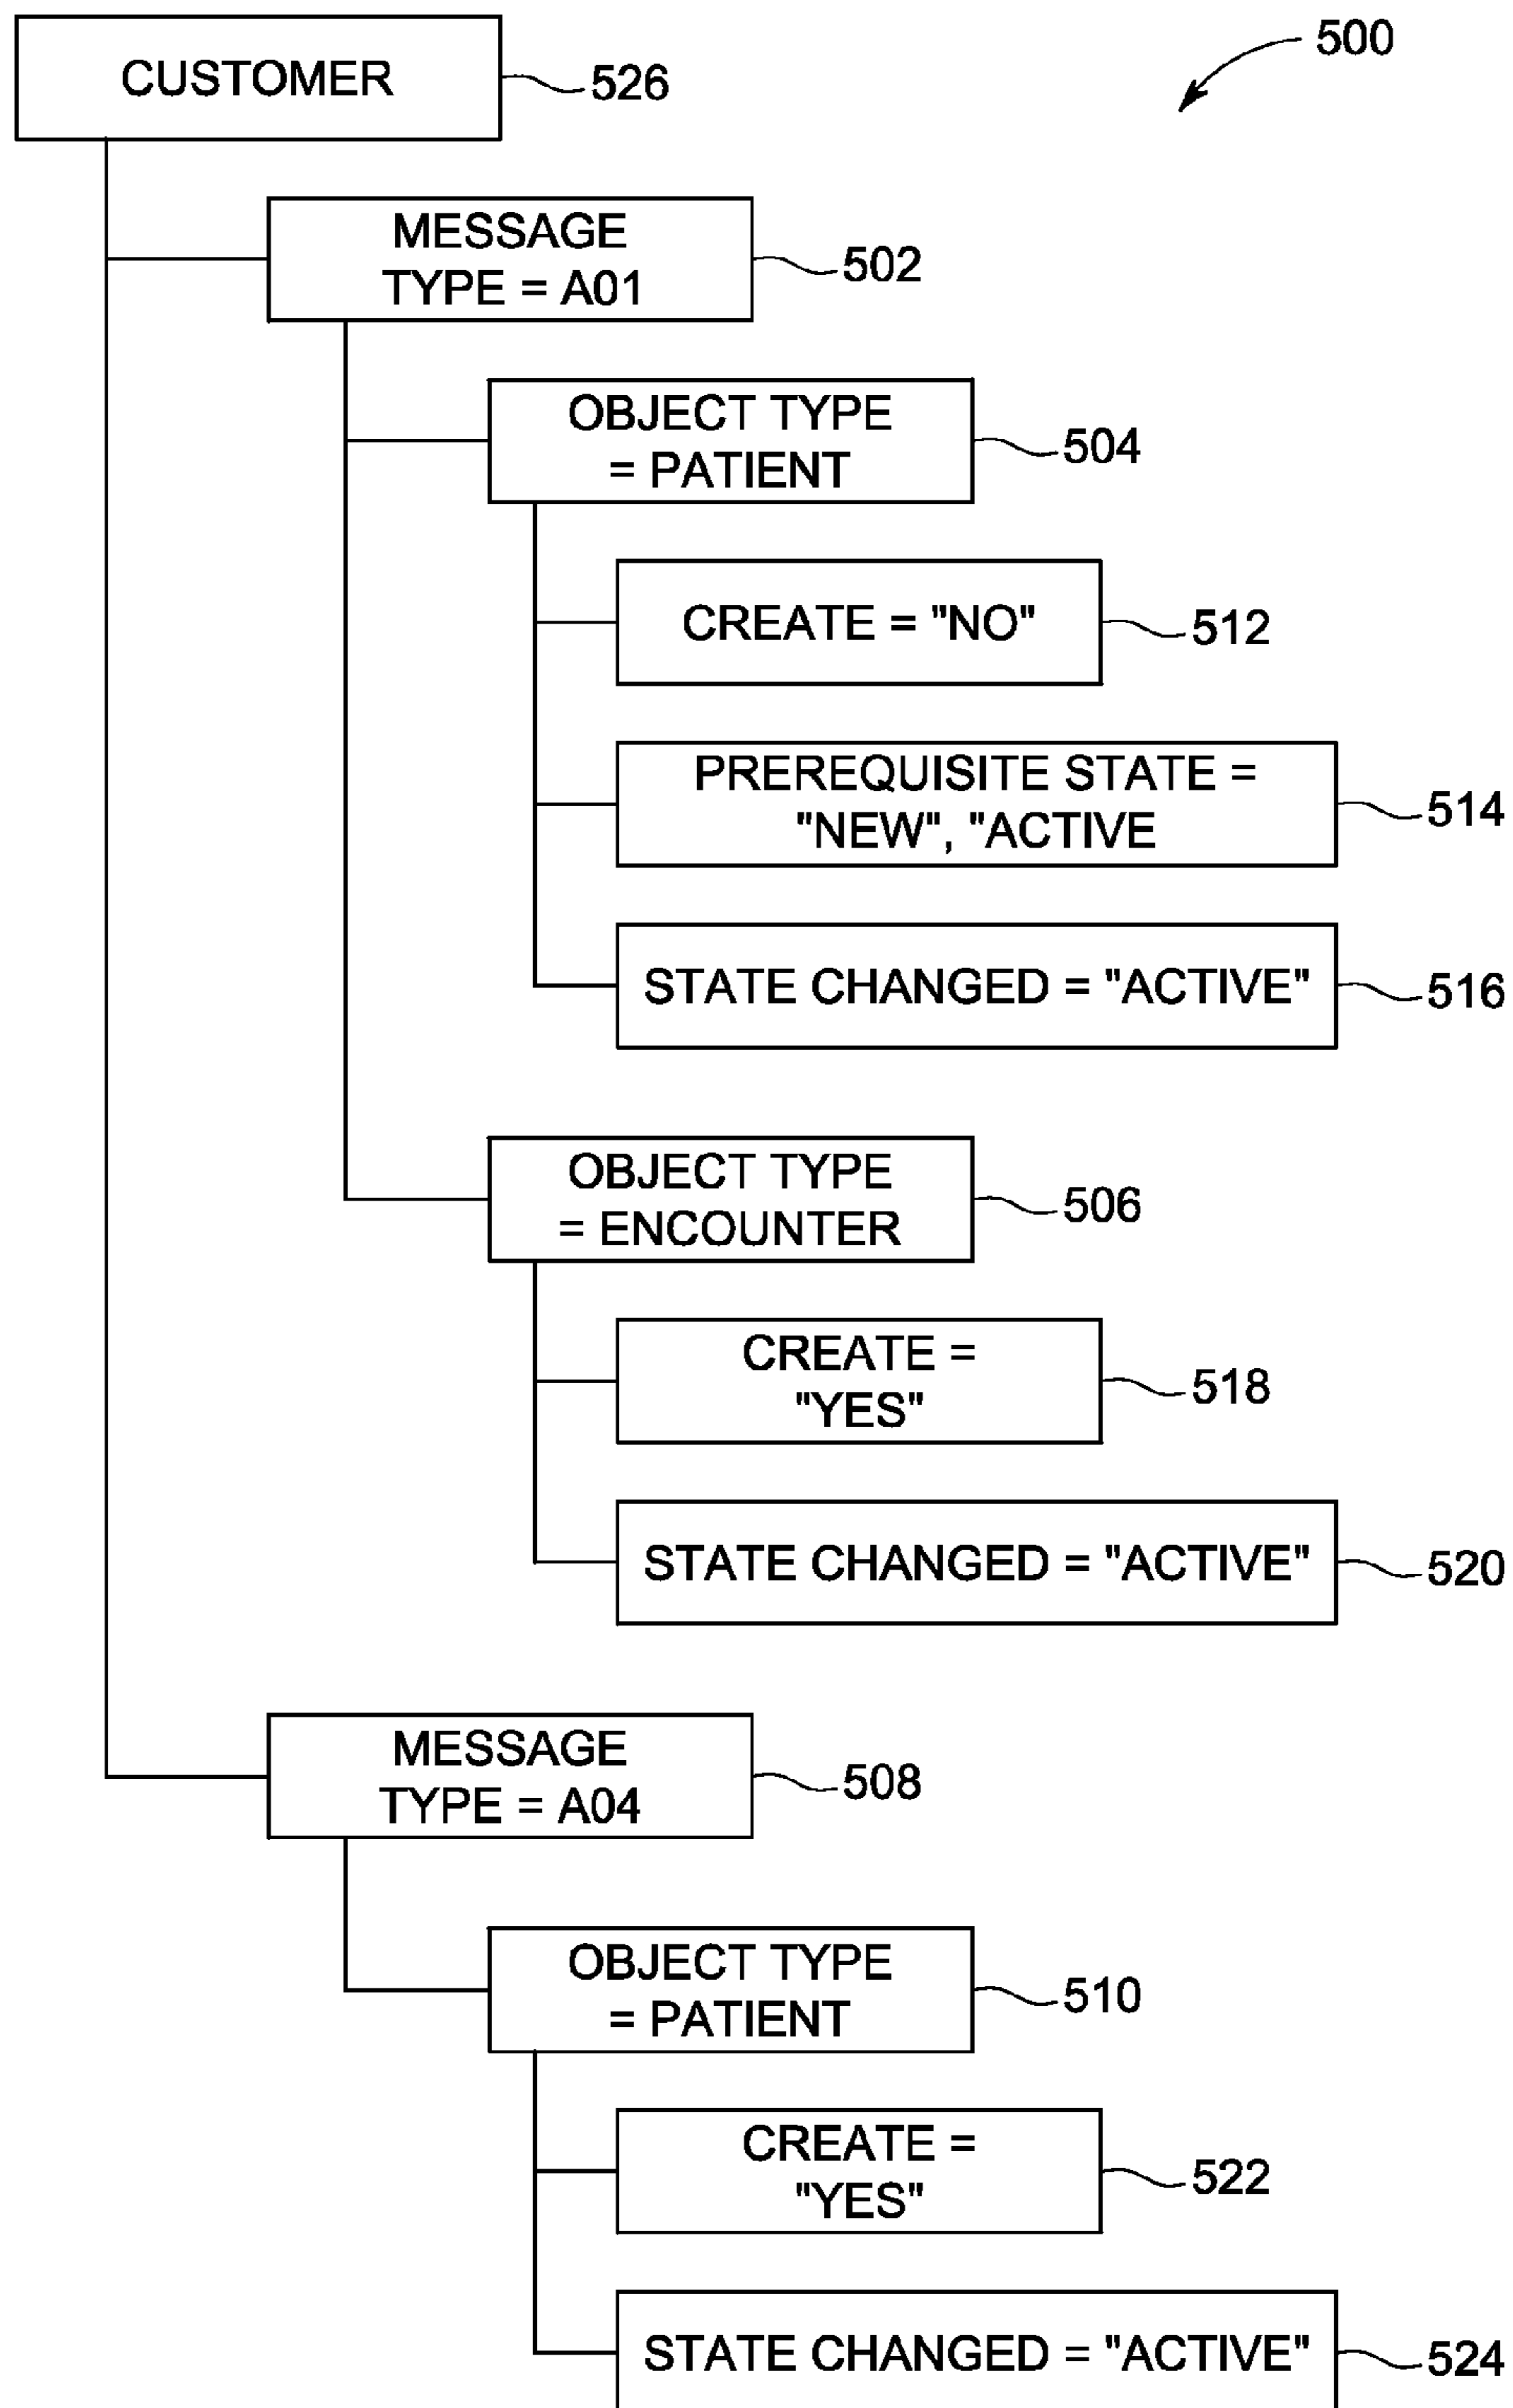 500
CUSTOMER
526
MESSAGE
TYPE = A01
502
OBJECT TYPE
= PATIENT
504
CREATE = "NO"
512
PREREQUISITE STATE =
"NEW", "ACTIVE
514
STATE CHANGED = "ACTIVE"
516
OBJECT TYPE
= ENCOUNTER
506
CREATE =
"YES"
518
STATE CHANGED = "ACTIVE"
520
MESSAGE
TYPE = A04
508
OBJECT TYPE
= PATIENT
510
CREATE =
"YES"
522
STATE CHANGED = "ACTIVE"
524